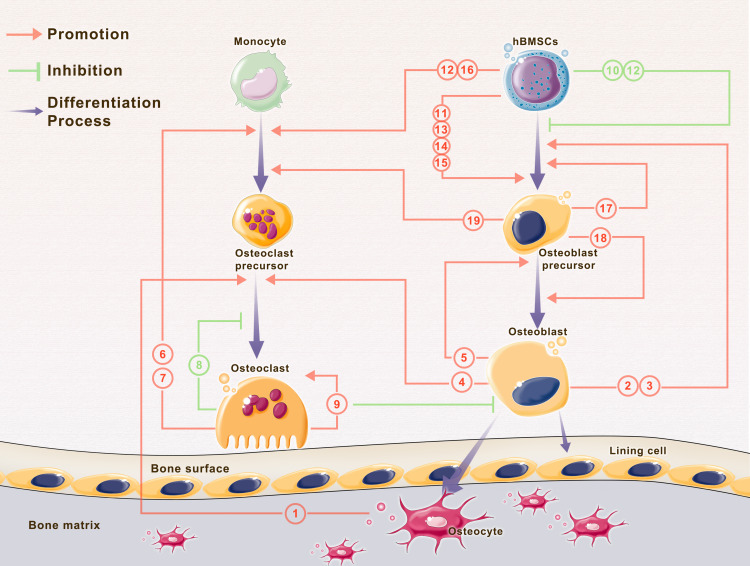 Promotion
Inhibition
Differentiation
Process
Monocyte
hBMSCs
12 16
10 12
11
13
14
15
17
19
18
Osteoclast
precursor
Osteoblast
precursor
Osteoblast
6
7
8
Osteoclast
5
4
2 3
9
Bone surface
Lining cell
1
Bone matrix
Osteocyte